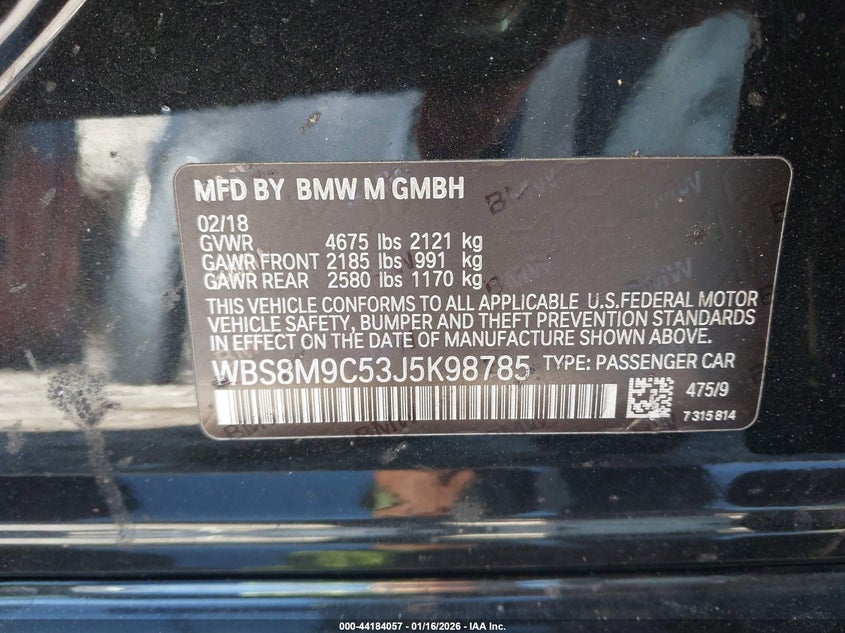 MFD BY BMW M GMBH
02/18
GVWR 4675 lbs 2121 kg
GAWR FRONT 2185 lbs 991 kg
GAWR REAR 2580 lbs 1170 kg
THIS VEHICLE CONFORMS TO ALL APPLICABLE U.S.FEDERAL MOTOR
VEHICLE SAFETY, BUMPER AND THEFT PREVENTION STANDARDS
IN EFFECT ON THE DATE OF MANUFACTURE SHOWN ABOVE.
WBS8M9C53J5K98785 TYPE: PASSENGER CAR
475/9
7 315 814
000-44184057 - 01/16/2026 - IAA Inc.